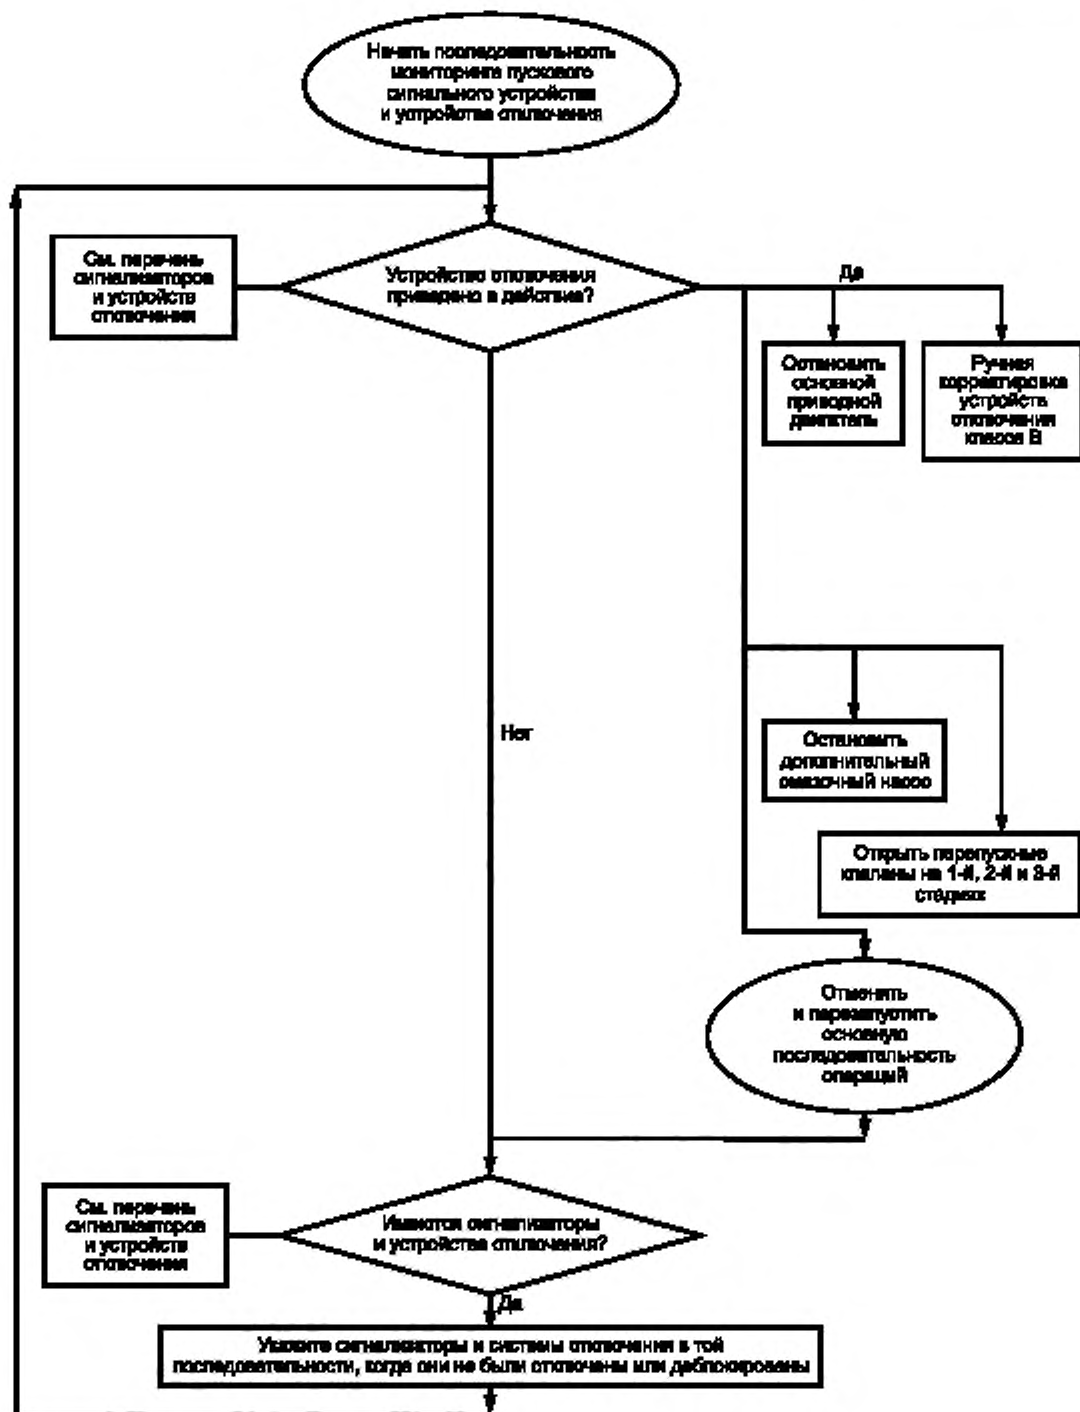 Начать последовательность
мониторинга пускового
сигнального устройства
и устройства отключения
См. перечень
сигнализаторов
и устройств
отключения
Устройство отключения
приведено в действие?
Да
Остановить
основной
приводной
двигатель
Ручная
корректировка
устройств
отключения
класса В
Нет
Остановить
дополнительный
смазочный насос
Открыть перепускные
клапаны на 1-й, 2-й и 3-й
стадиях
Отменить
и перезапустить
основную
последовательность
операций
См. перечень
сигнализаторов
и устройств
отключения
Имеются сигнализаторы
и устройства отключения?
Да
Укажите сигнализаторы и системы отключения в той
последовательности, когда они не были отключены или деблокированы